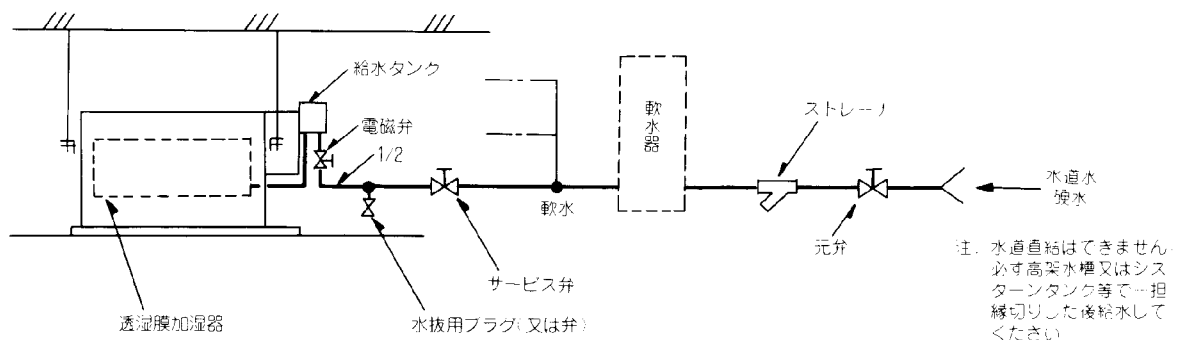 給水タンク
電磁弁
1/2
軟水器
ストレーナ
軟水
水道水
硬水
元弁
サービス弁
水抜用プラグ(又は弁)
透湿膜加湿器
注. 水道直給はできません.
必ず高架水槽又はシス
ターンタンク等で一担
縁切りした後給水して
ください